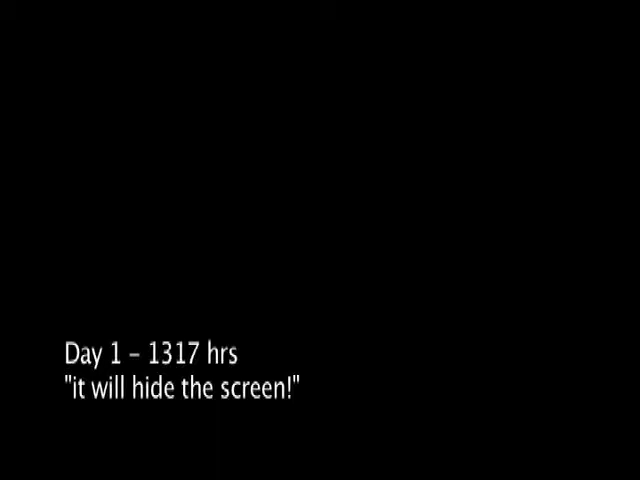 Day 1 – 1317 hrs
"it will hide the screen!"